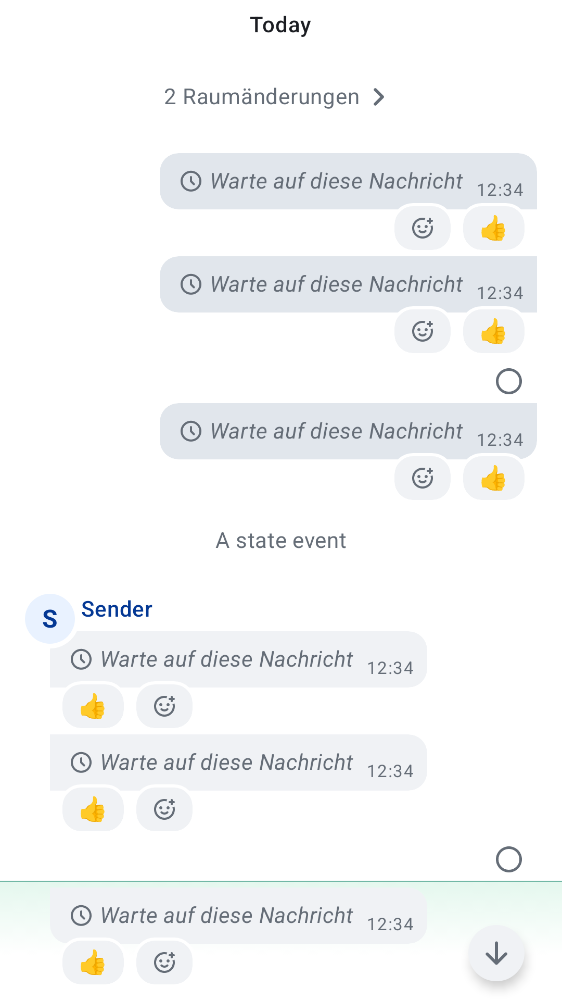 Today
2 Raumänderungen
Warte auf diese Nachricht 12:34
👍
Warte auf diese Nachricht 12:34
👍
Warte auf diese Nachricht 12:34
👍
A state event
S Sender
Warte auf diese Nachricht 12:34
👍
Warte auf diese Nachricht 12:34
👍
Warte auf diese Nachricht 12:34
👍